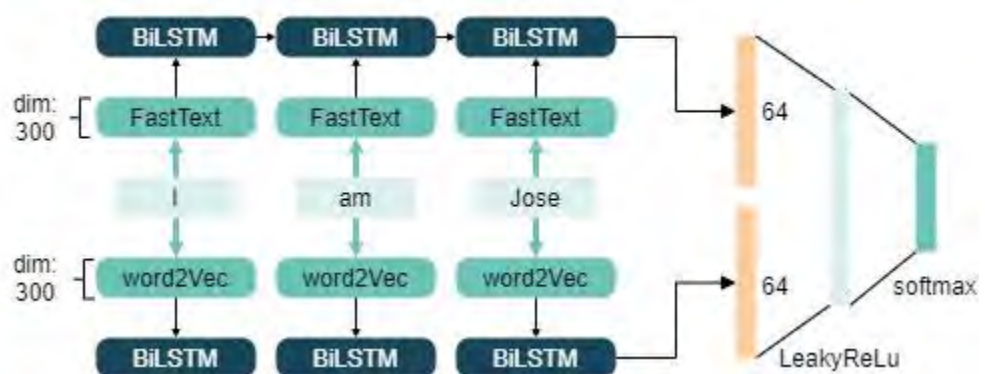 BiLSTM BiLSTM BiLSTM
dim:
300
FastText FastText FastText
64
I am Jose
dim:
300
word2Vec word2Vec word2Vec
64
softmax
BiLSTM BiLSTM BiLSTM
LeakyReLu